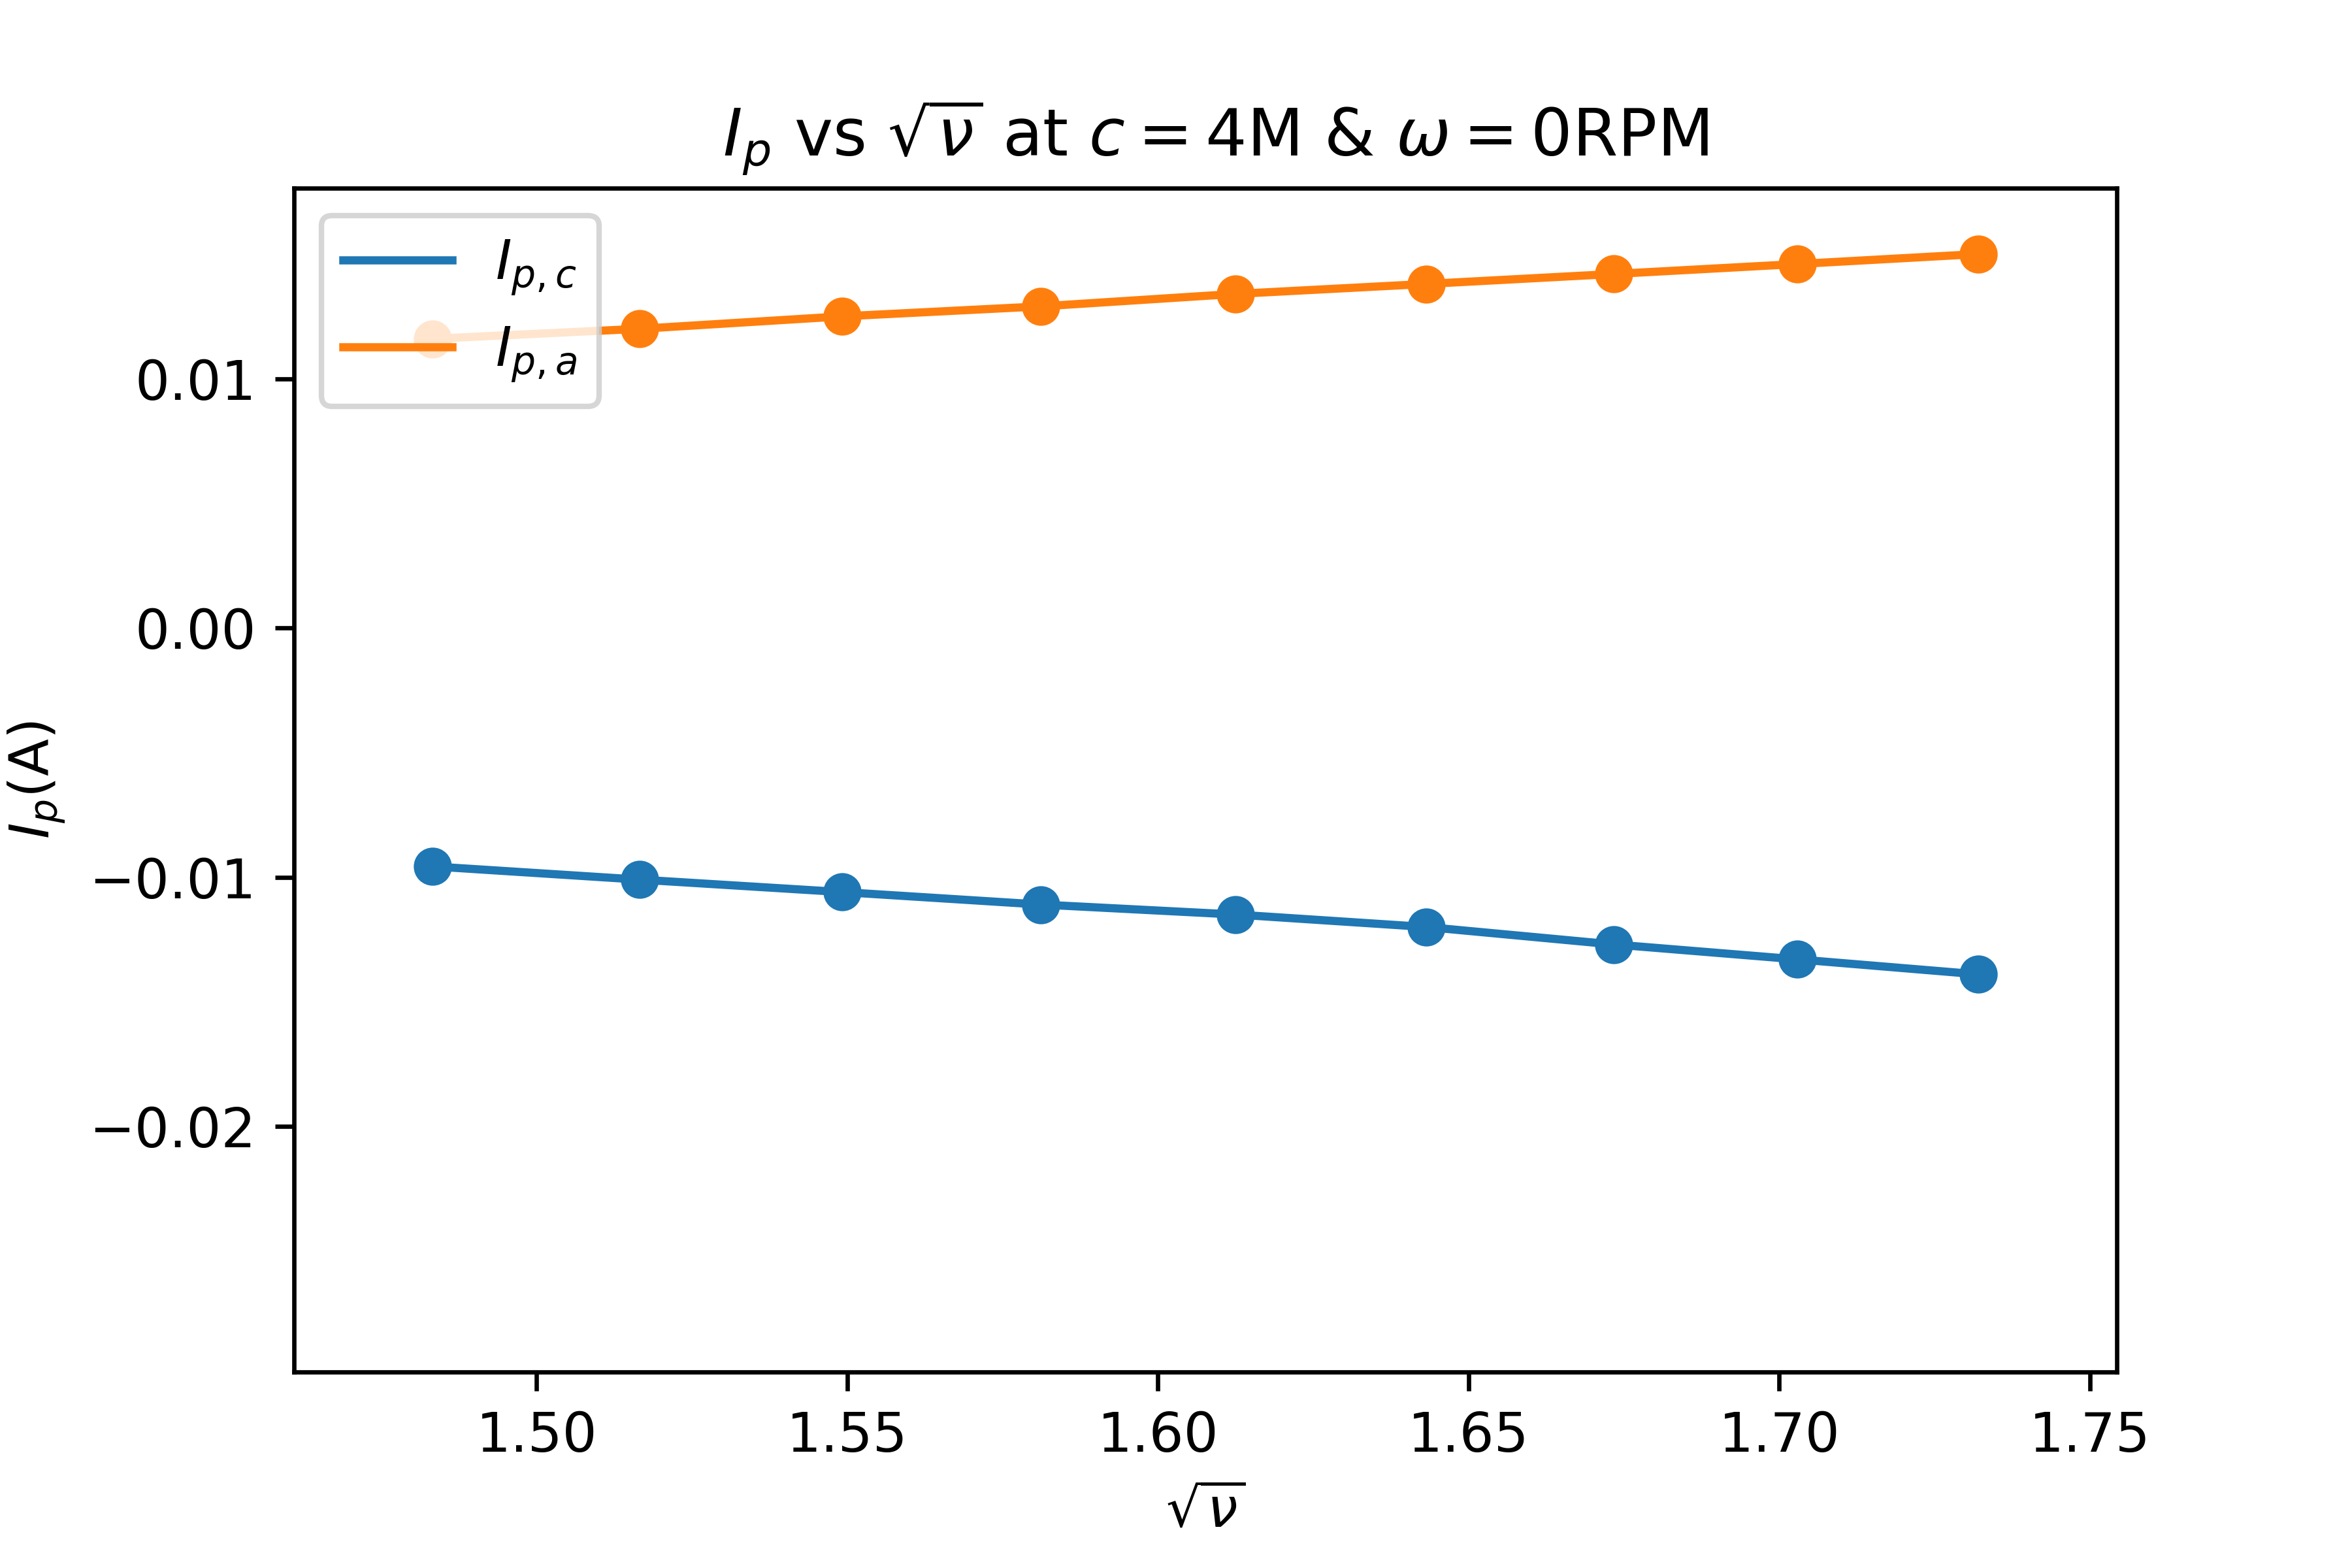 I_p vs √ν at c = 4M & ω = 0RPM
I_p,c
I_p,a
0.01
0.00
−0.01
−0.02
I_p(A)
1.50 1.55 1.60 1.65 1.70 1.75
√ν